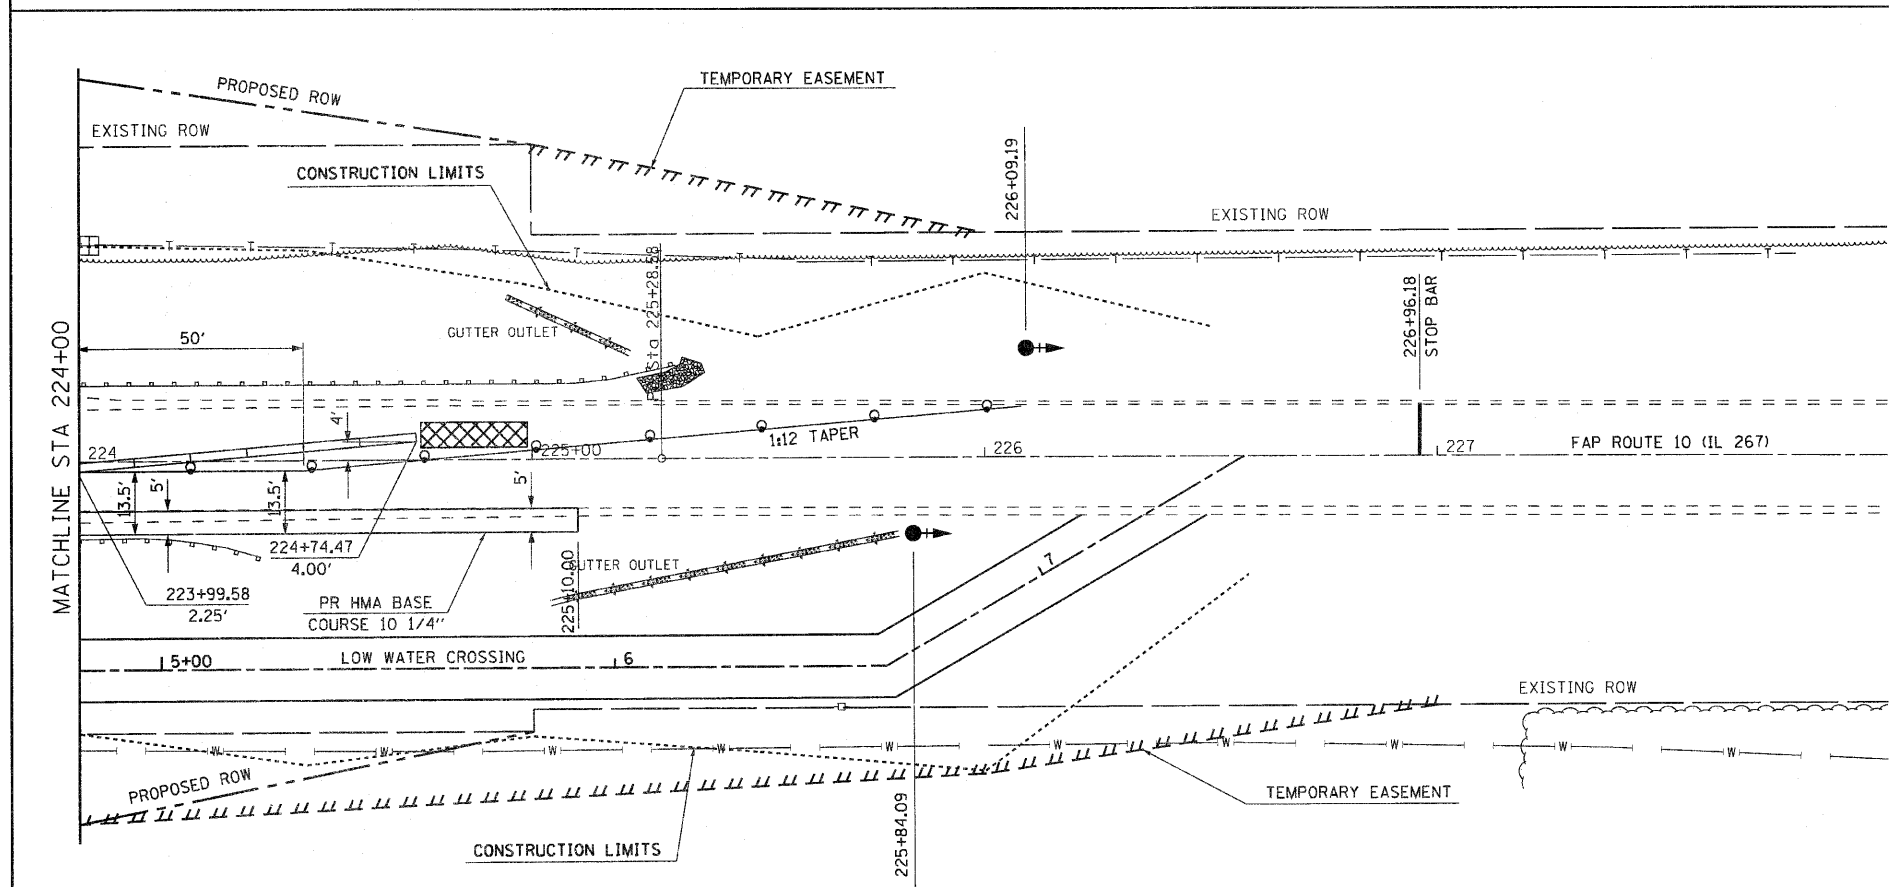 TEMPORARY EASEMENT
PROPOSED ROW
EXISTING ROW
CONSTRUCTION LIMITS
226+09.19
EXISTING ROW
T T T T T T T T T T T T T T T T T T
Sta 225+28.58
226+96.18
STOP BAR
GUTTER OUTLET
50'
MATCHLINE STA 224+00
4'
1:12 TAPER
224
225+00
226
227
FAP ROUTE 10 (IL 267)
13.5'
5'
13.5'
5'
224+74.47
4.00'
GUTTER OUTLET
225+10.00
7
223+99.58
2.25'
PR HMA BASE
COURSE 10 1/4"
5+00
LOW WATER CROSSING
6
EXISTING ROW
W W W W W W W W W W
PROPOSED ROW
TEMPORARY EASEMENT
225+84.09
CONSTRUCTION LIMITS